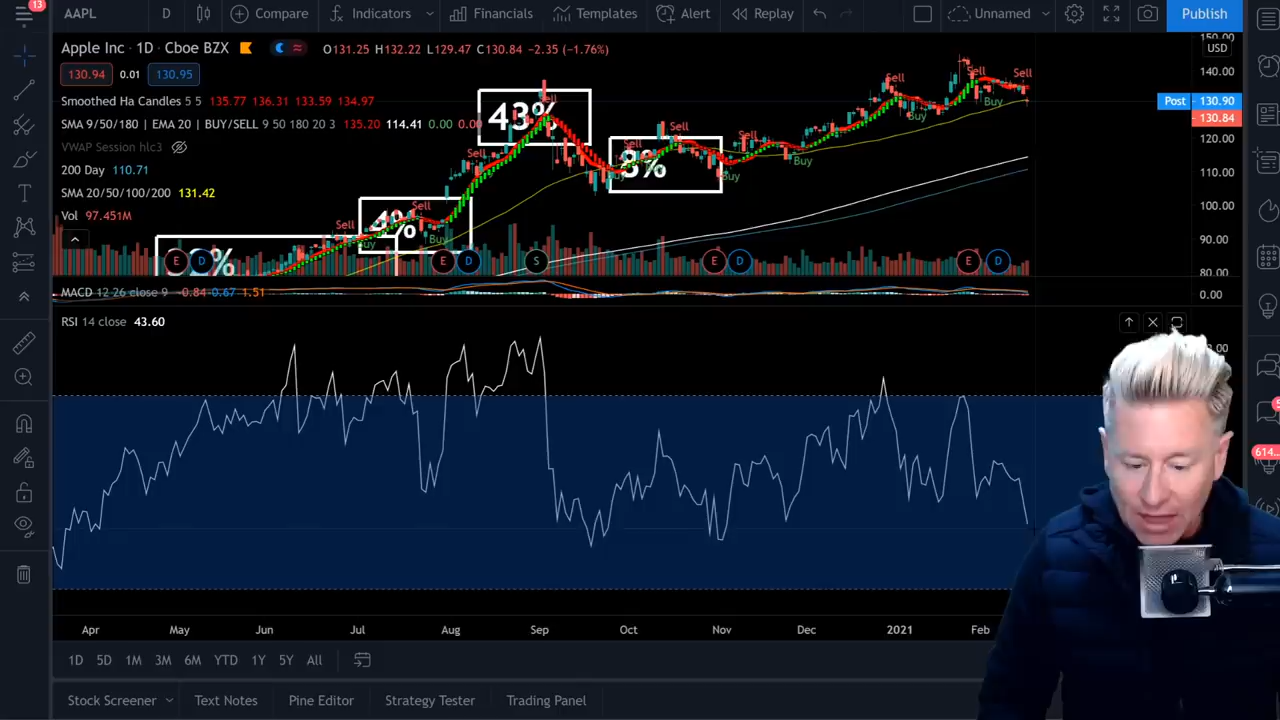 13
AAPL D Compare Indicators Financials Templates Alert Replay Unnamed Publish
Apple Inc · 1D · Cboe BZX O131.25 H132.22 L129.47 C130.84 −2.35 (−1.76%)
150.00
USD
130.94 0.01 130.95
140.00
Smoothed Ha Candles 5 5 135.77 136.31 133.59 134.97
Post 130.90
130.84
SMA 9/50/180 | EMA 20 | BUY/SELL 9 50 180 20 3 135.20 114.41 0.00 0.00
120.00
VWAP Session hlc3
200 Day 110.71
110.00
SMA 20/50/100/200 131.42
100.00
Vol 97.451M
90.00
80.00
43%
8%
4%
Sell Sell Sell Sell Sell Sell Sell Sell Sell Sell
Buy Buy Buy Buy Buy Buy
E D E D S E D E D
MACD 12 26 close 9 −0.84 0.67 1.51
0.00
RSI 14 close 43.60
614...
Apr May Jun Jul Aug Sep Oct Nov Dec 2021 Feb
1D 5D 1M 3M 6M YTD 1Y 5Y All
Stock Screener Text Notes Pine Editor Strategy Tester Trading Panel